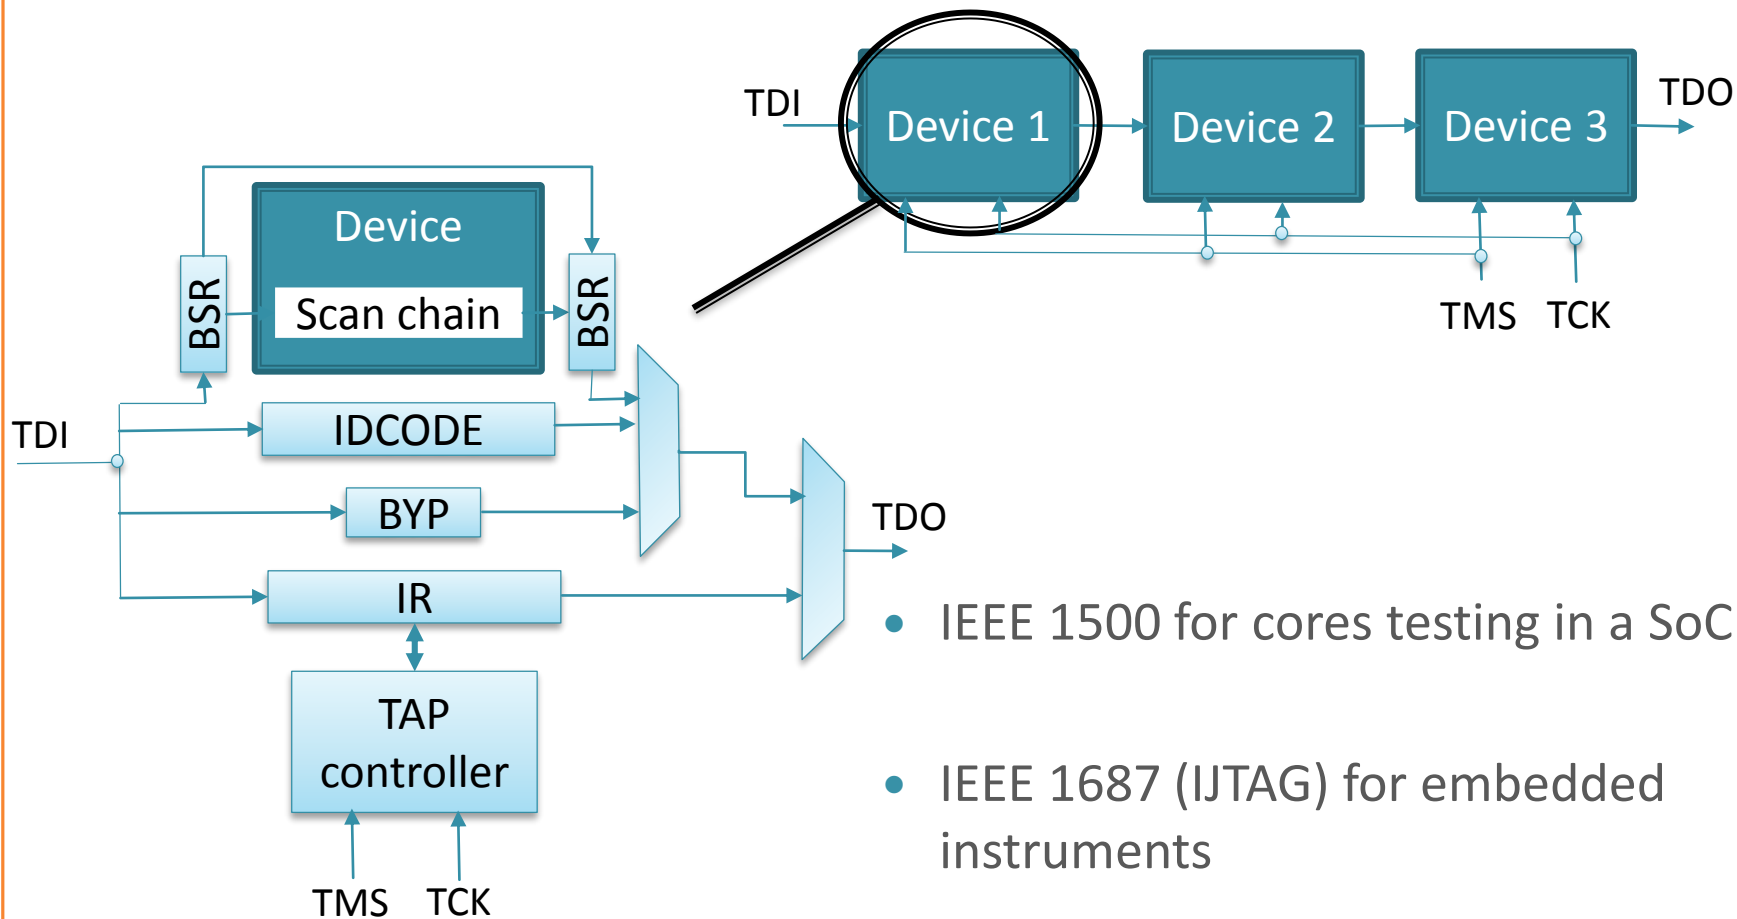 TDI
Device 1
Device 2
Device 3
TDO
TMS
TCK
Device
BSR
Scan chain
BSR
TDI
IDCODE
BYP
IR
TDO
TAP
controller
TMS
TCK
• IEEE 1500 for cores testing in a SoC
• IEEE 1687 (IJTAG) for embedded
instruments